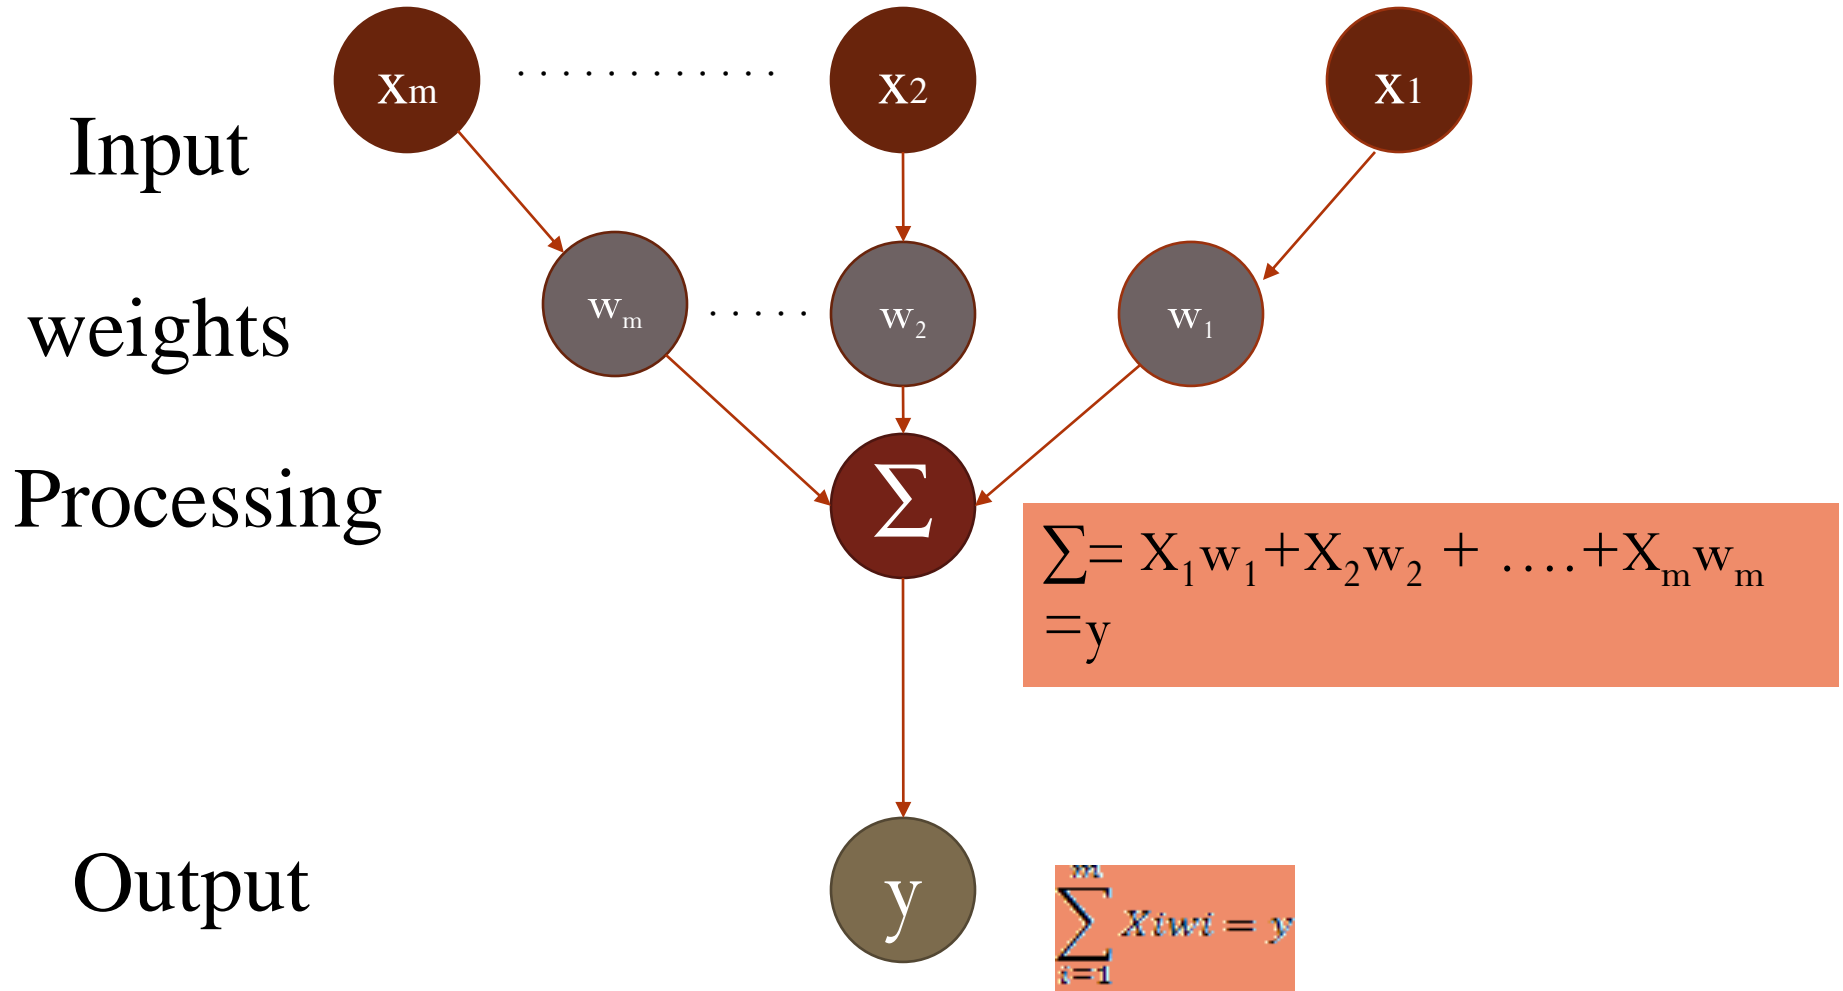 xm ............ x2 x1
Input
weights
wm ..... w2 w1
Processing
∑
∑= X1w1+X2w2 + ....+Xmwm
=y
Output
y
m
∑ Xiwi = y
i=1